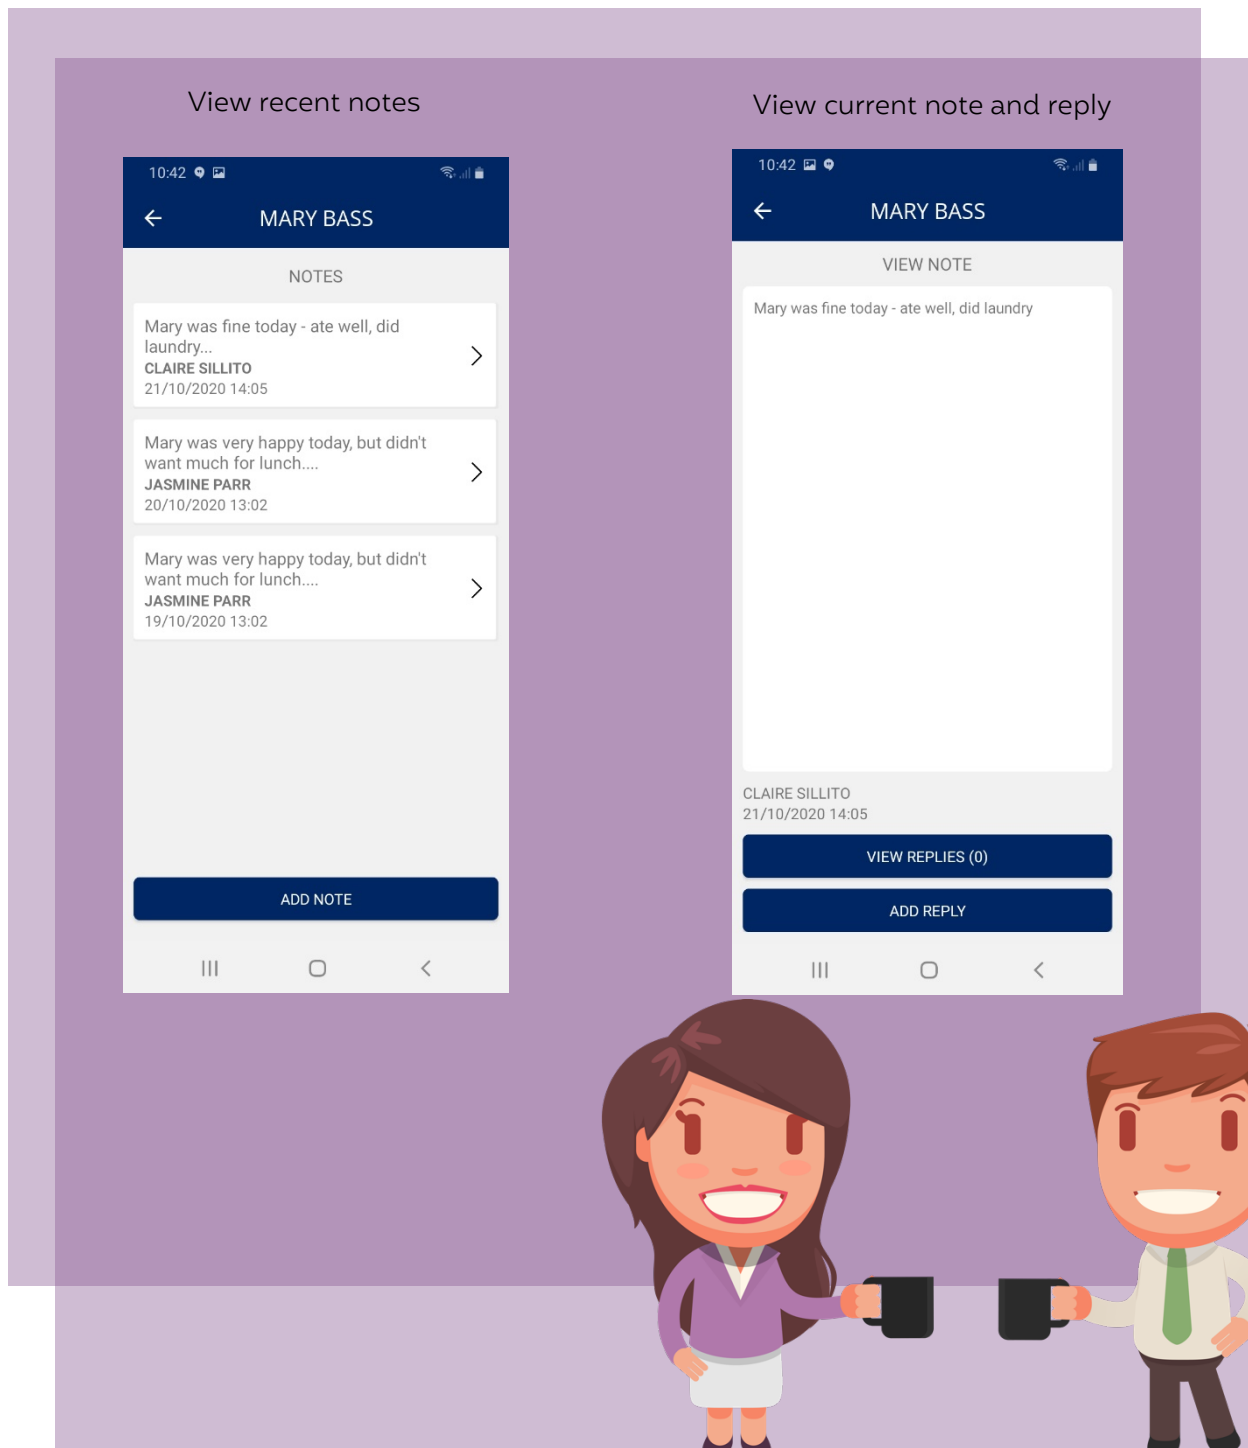 View recent notes
10:42
MARY BASS
NOTES
Mary was fine today - ate well, did
laundry...
CLAIRE SILLITO
21/10/2020 14:05
Mary was very happy today, but didn't
want much for lunch....
JASMINE PARR
20/10/2020 13:02
Mary was very happy today, but didn't
want much for lunch....
JASMINE PARR
19/10/2020 13:02
ADD NOTE
View current note and reply
10:42
MARY BASS
VIEW NOTE
Mary was fine today - ate well, did laundry
CLAIRE SILLITO
21/10/2020 14:05
VIEW REPLIES (0)
ADD REPLY